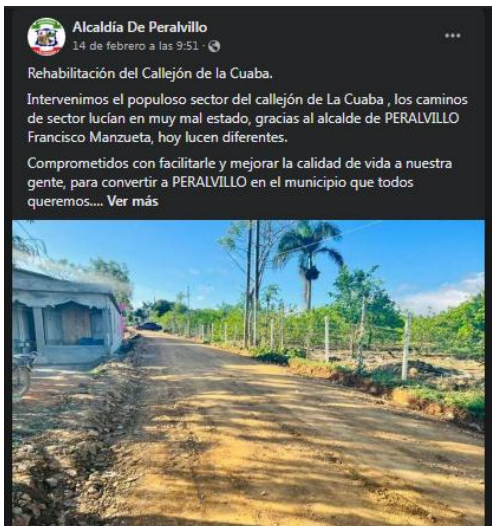 Alcaldía De Peralvillo
14 de febrero a las 9:51 ·
Rehabilitación del Callejón de la Cuaba.
Intervenimos el populoso sector del callejón de La Cuaba , los caminos
de sector lucían en muy mal estado, gracias al alcalde de PERALVILLO
Francisco Manzueta, hoy lucen diferentes.
Comprometidos con facilitarle y mejorar la calidad de vida a nuestra
gente, para convertir a PERALVILLO en el municipio que todos
queremos.... Ver más